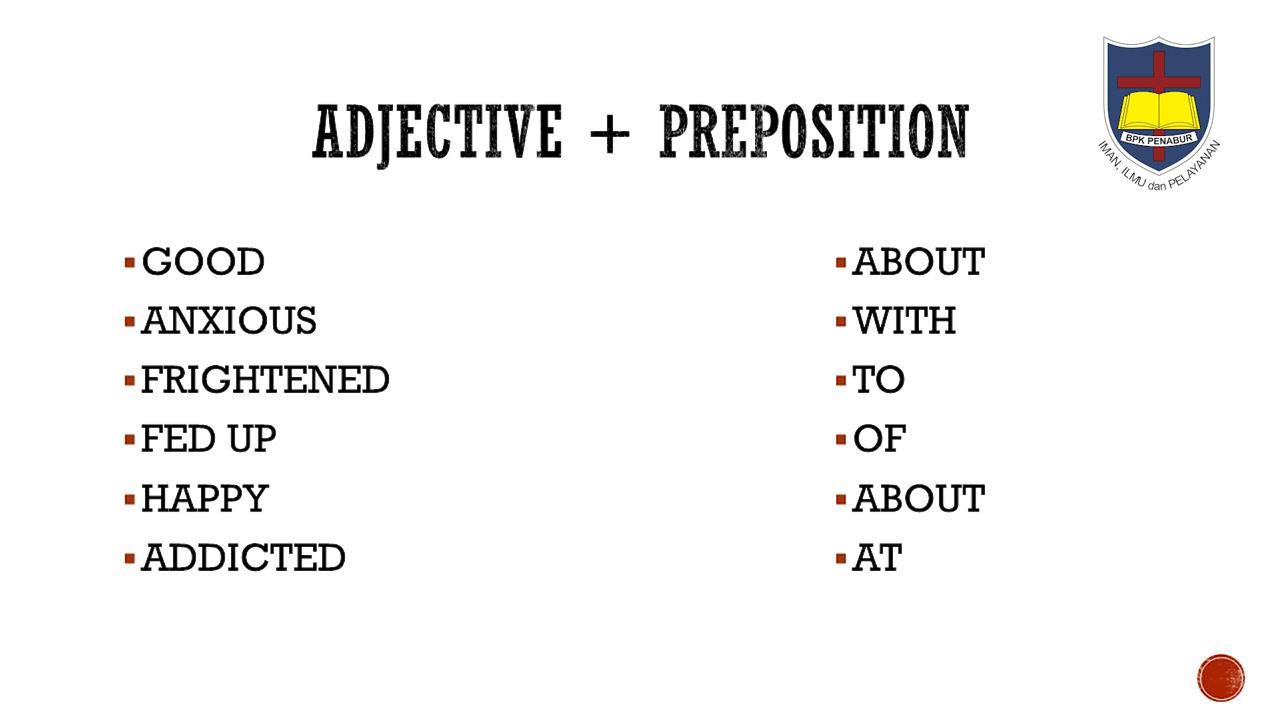 ADJECTIVE + PREPOSITION
BPK PENABUR
IMAN, ILMU dan PELAYANAN
GOOD
ANXIOUS
FRIGHTENED
FED UP
HAPPY
ADDICTED
ABOUT
WITH
TO
OF
ABOUT
AT